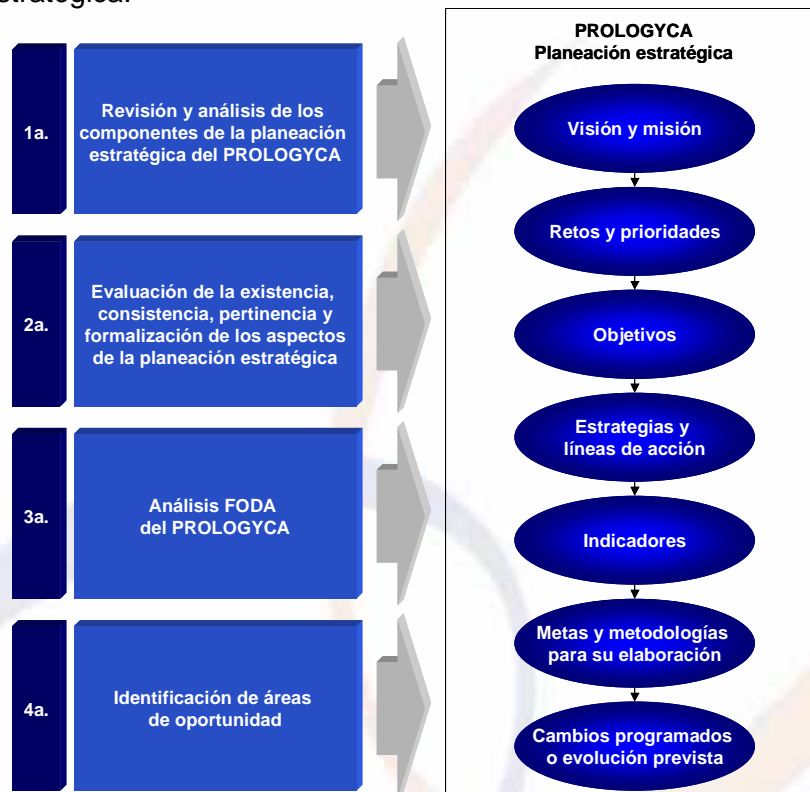 1a.
Revisión y análisis de los
componentes de la planeación
estratégica del PROLOGYCA
2a.
Evaluación de la existencia,
consistencia, pertinencia y
formalización de los aspectos
de la planeación estratégica
3a.
Análisis FODA
del PROLOGYCA
4a.
Identificación de áreas
de oportunidad
PROLOGYCA
Planeación estratégica
Visión y misión
Retos y prioridades
Objetivos
Estrategias y
líneas de acción
Indicadores
Metas y metodologías
para su elaboración
Cambios programados
o evolución prevista